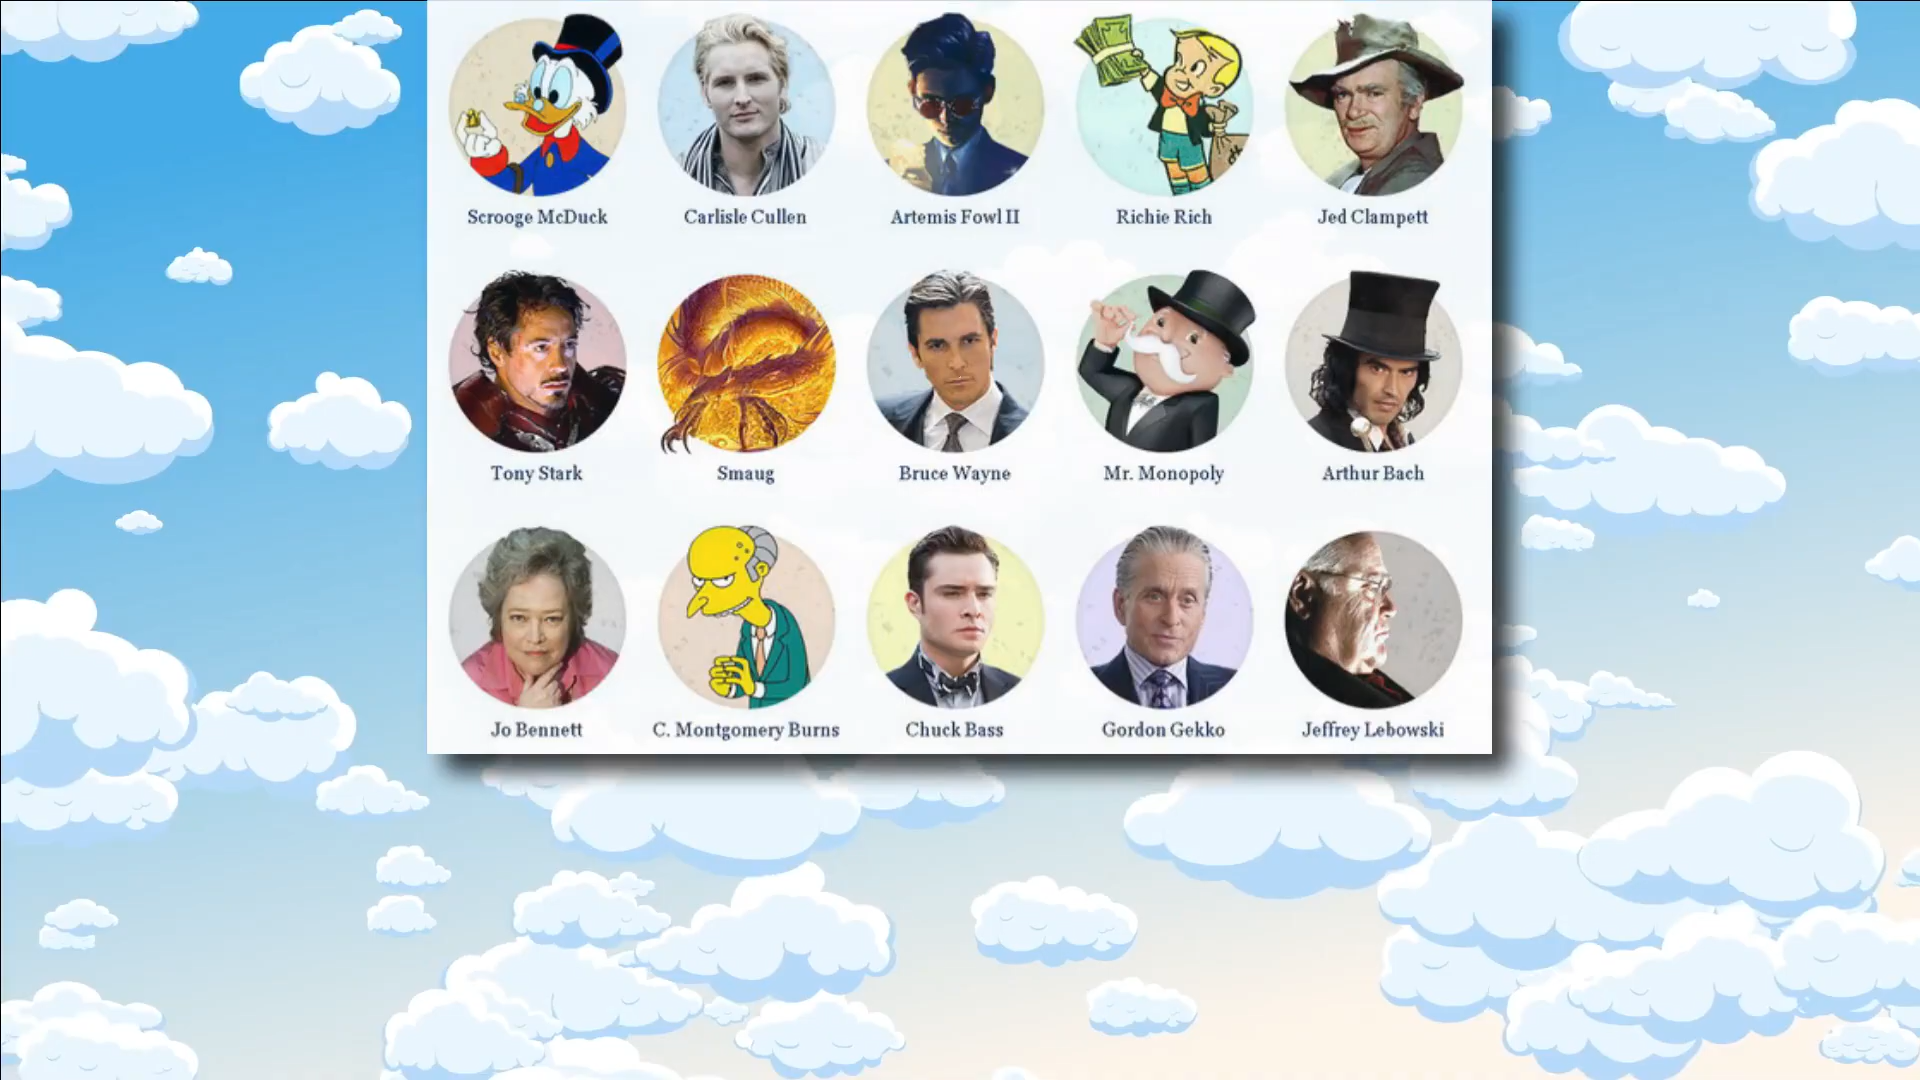 Scrooge McDuck
Carlisle Cullen
Artemis Fowl II
Richie Rich
Jed Clampett
Tony Stark
Smaug
Bruce Wayne
Mr. Monopoly
Arthur Bach
Jo Bennett
C. Montgomery Burns
Chuck Bass
Gordon Gekko
Jeffrey Lebowski